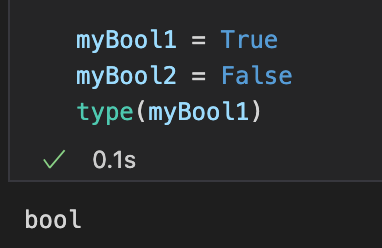 myBool1 = True
myBool2 = False
type(myBool1)
✓ 0.1s
bool